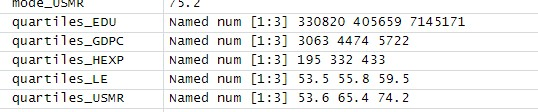 mode_USMR 75.2
quartiles_EDU Named num [1:3] 330820 405659 7145171
quartiles_GDPC Named num [1:3] 3063 4474 5722
quartiles_HEXP Named num [1:3] 195 332 433
quartiles_LE Named num [1:3] 53.5 55.8 59.5
quartiles_USMR Named num [1:3] 53.6 65.4 74.2